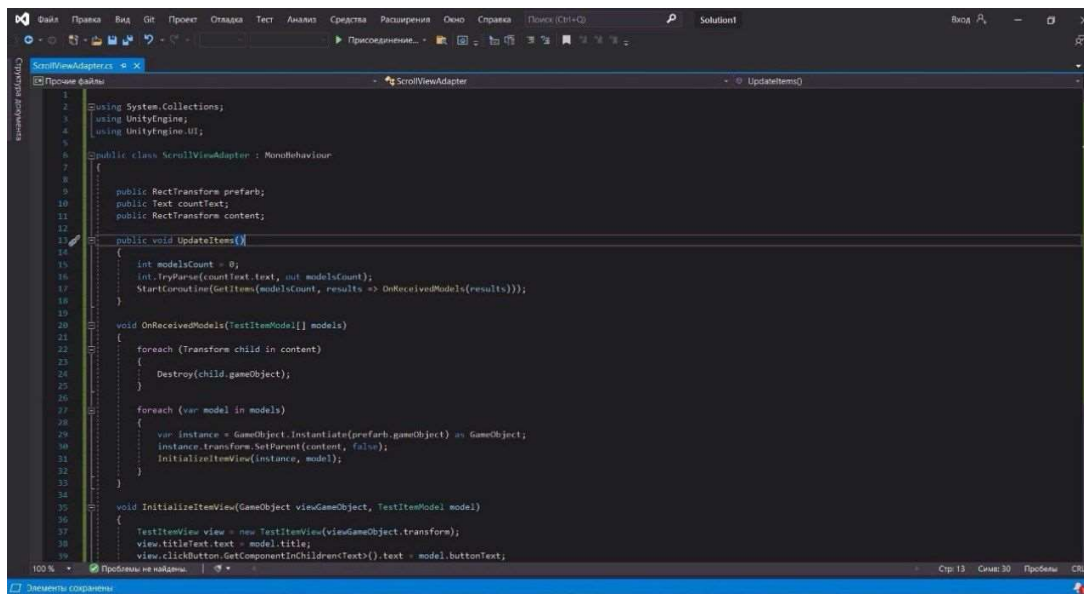 Файл Правка Вид Git Проект Отладка Тест Анализ Средства Расширения Окно Справка Поиск (Ctrl+Q) Solution1 Вход
Присоединение...
ScrollViewAdapter.cs
Прочие файлы ScrollViewAdapter UpdateItems()
Структура документа
1
2 using System.Collections;
3 using UnityEngine;
4 using UnityEngine.UI;
5
6 public class ScrollViewAdapter : MonoBehaviour
7 {
8
9 public RectTransform prefarb;
10 public Text countText;
11 public RectTransform content;
12
13 public void UpdateItems()
14 {
15 int modelsCount = 0;
16 int.TryParse(countText.text, out modelsCount);
17 StartCoroutine(GetItems(modelsCount, results => OnReceivedModels(results)));
18 }
19
20 void OnReceivedModels(TestItemModel[] models)
21 {
22 foreach (Transform child in content)
23 {
24 Destroy(child.gameObject);
25 }
26
27 foreach (var model in models)
28 {
29 var instance = GameObject.Instantiate(prefarb.gameObject) as GameObject;
30 instance.transform.SetParent(content, false);
31 InitializeItemView(instance, model);
32 }
33 }
34
35 void InitializeItemView(GameObject viewGameObject, TestItemModel model)
36 {
37 TestItemView view = new TestItemView(viewGameObject.transform);
38 view.titleText.text = model.title;
39 view.clickButton.GetComponentInChildren<Text>().text = model.buttonText;
100 % Проблемы не найдены. Стр: 13 Симв: 30 Пробелы
Элементы сохранены